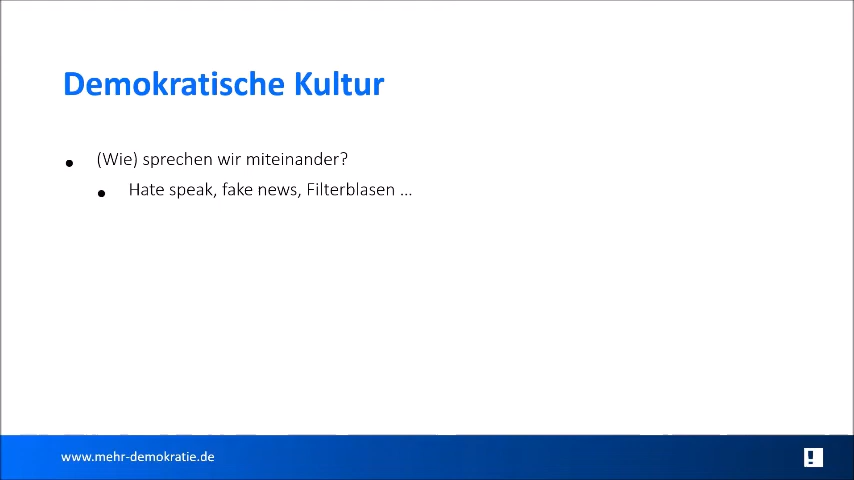 Demokratische Kultur
(Wie) sprechen wir miteinander?
Hate speak, fake news, Filterblasen ...
www.mehr-demokratie.de